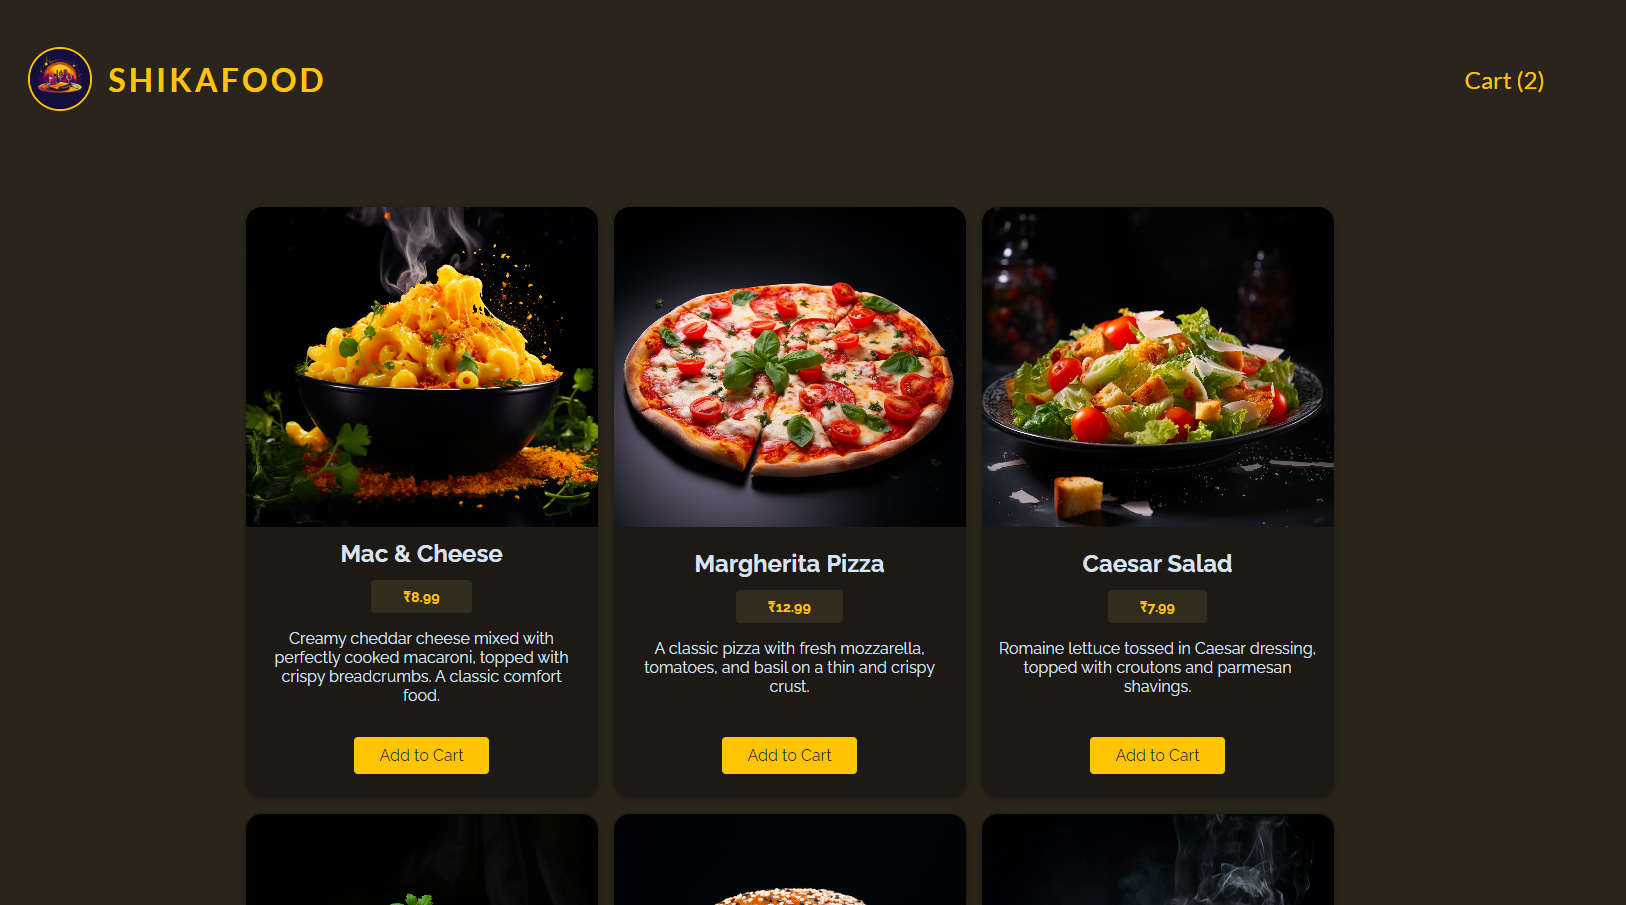 SHIKAFOOD
Cart (2)
Mac & Cheese
₹8.99
Creamy cheddar cheese mixed with
perfectly cooked macaroni, topped with
crispy breadcrumbs. A classic comfort
food.
Add to Cart
Margherita Pizza
₹12.99
A classic pizza with fresh mozzarella,
tomatoes, and basil on a thin and crispy
crust.
Add to Cart
Caesar Salad
₹7.99
Romaine lettuce tossed in Caesar dressing,
topped with croutons and parmesan
shavings.
Add to Cart